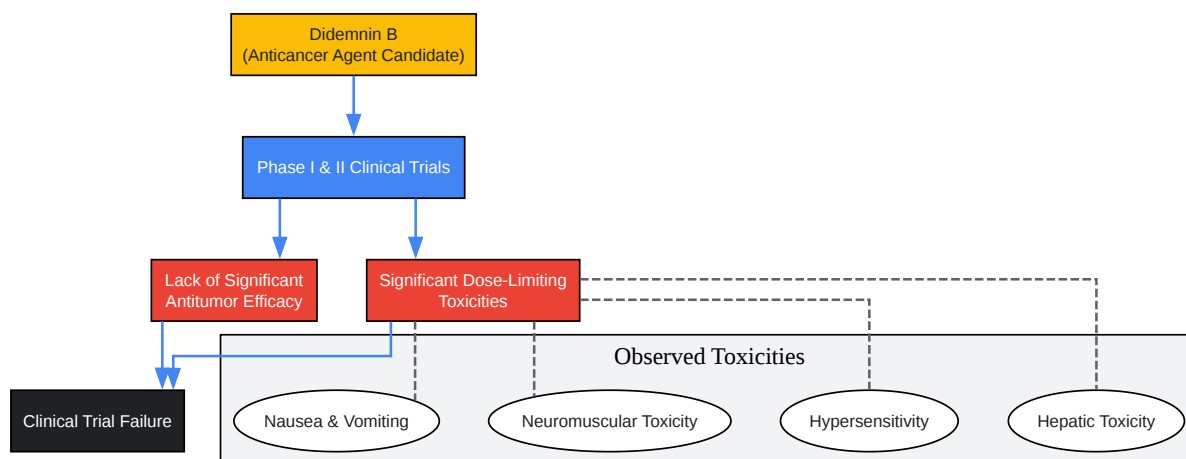 Didemnin B
(Anticancer Agent Candidate)
Phase I & II Clinical Trials
Lack of Significant
Antitumor Efficacy
Significant Dose-Limiting
Toxicities
Observed Toxicities
Clinical Trial Failure
Nausea & Vomiting
Neuromuscular Toxicity
Hypersensitivity
Hepatic Toxicity